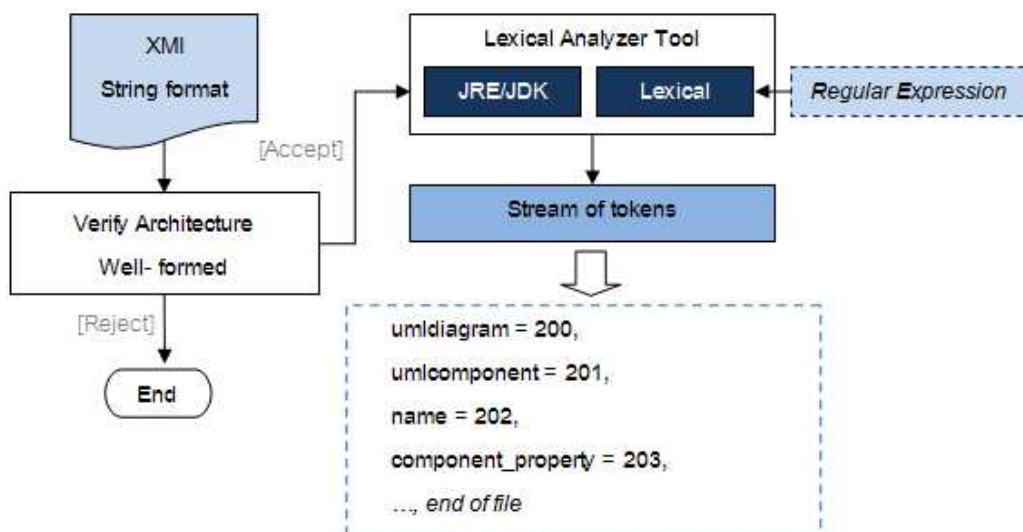 XMI
String format
Lexical Analyzer Tool
JRE/JDK
Lexical
Regular Expression
[Accept]
Verify Architecture
Well- formed
Stream of tokens
[Reject]
End
umldiagram = 200,
umlcomponent = 201,
name = 202,
component_property = 203,
…, end of file